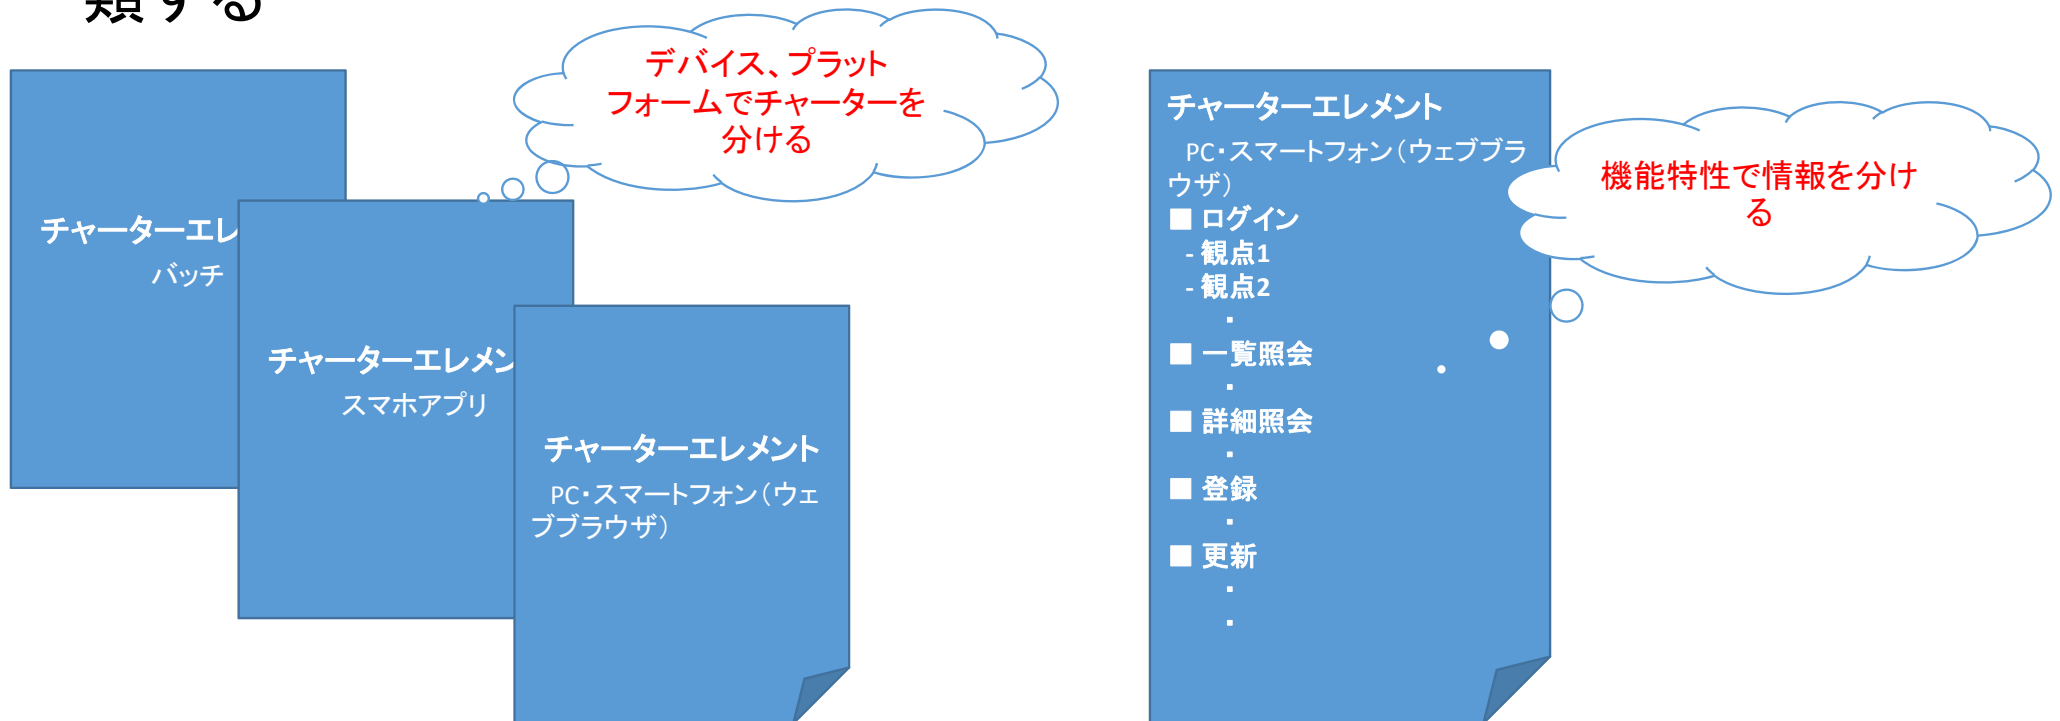 類する
デバイス、プラット
フォームでチャーターを
分ける
チャーターエレ
バッチ
チャーターエレメン
スマホアプリ
チャーターエレメント
PC・スマートフォン（ウェ
ブブラウザ）
チャーターエレメント
PC・スマートフォン（ウェブブラ
ウザ）
■ ログイン
- 観点1
- 観点2
・
■ 一覧照会
・
■ 詳細照会
・
■ 登録
・
■ 更新
・
・
機能特性で情報を分け
る